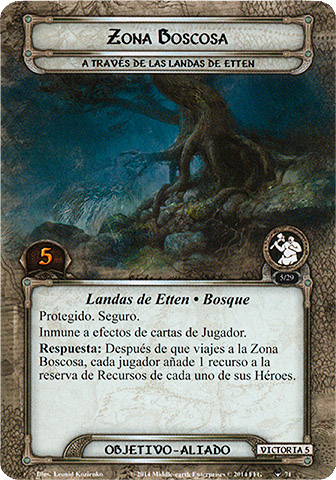 Zona Boscosa
A TRAVÉS DE LAS LANDAS DE ETTEN
5
5/29
Landas de Etten • Bosque
Protegido. Seguro.
Inmune a efectos de cartas de Jugador.
Respuesta: Después de que viajes a la Zona
Boscosa, cada jugador añade 1 recurso a la
reserva de Recursos de cada uno de sus Héroes.
VICTORIA 5
OBJETIVO-ALIADO
Ilus. Leonid Kozienko
© 2014 Middle-earth Enterprises © 2014 FFG
71